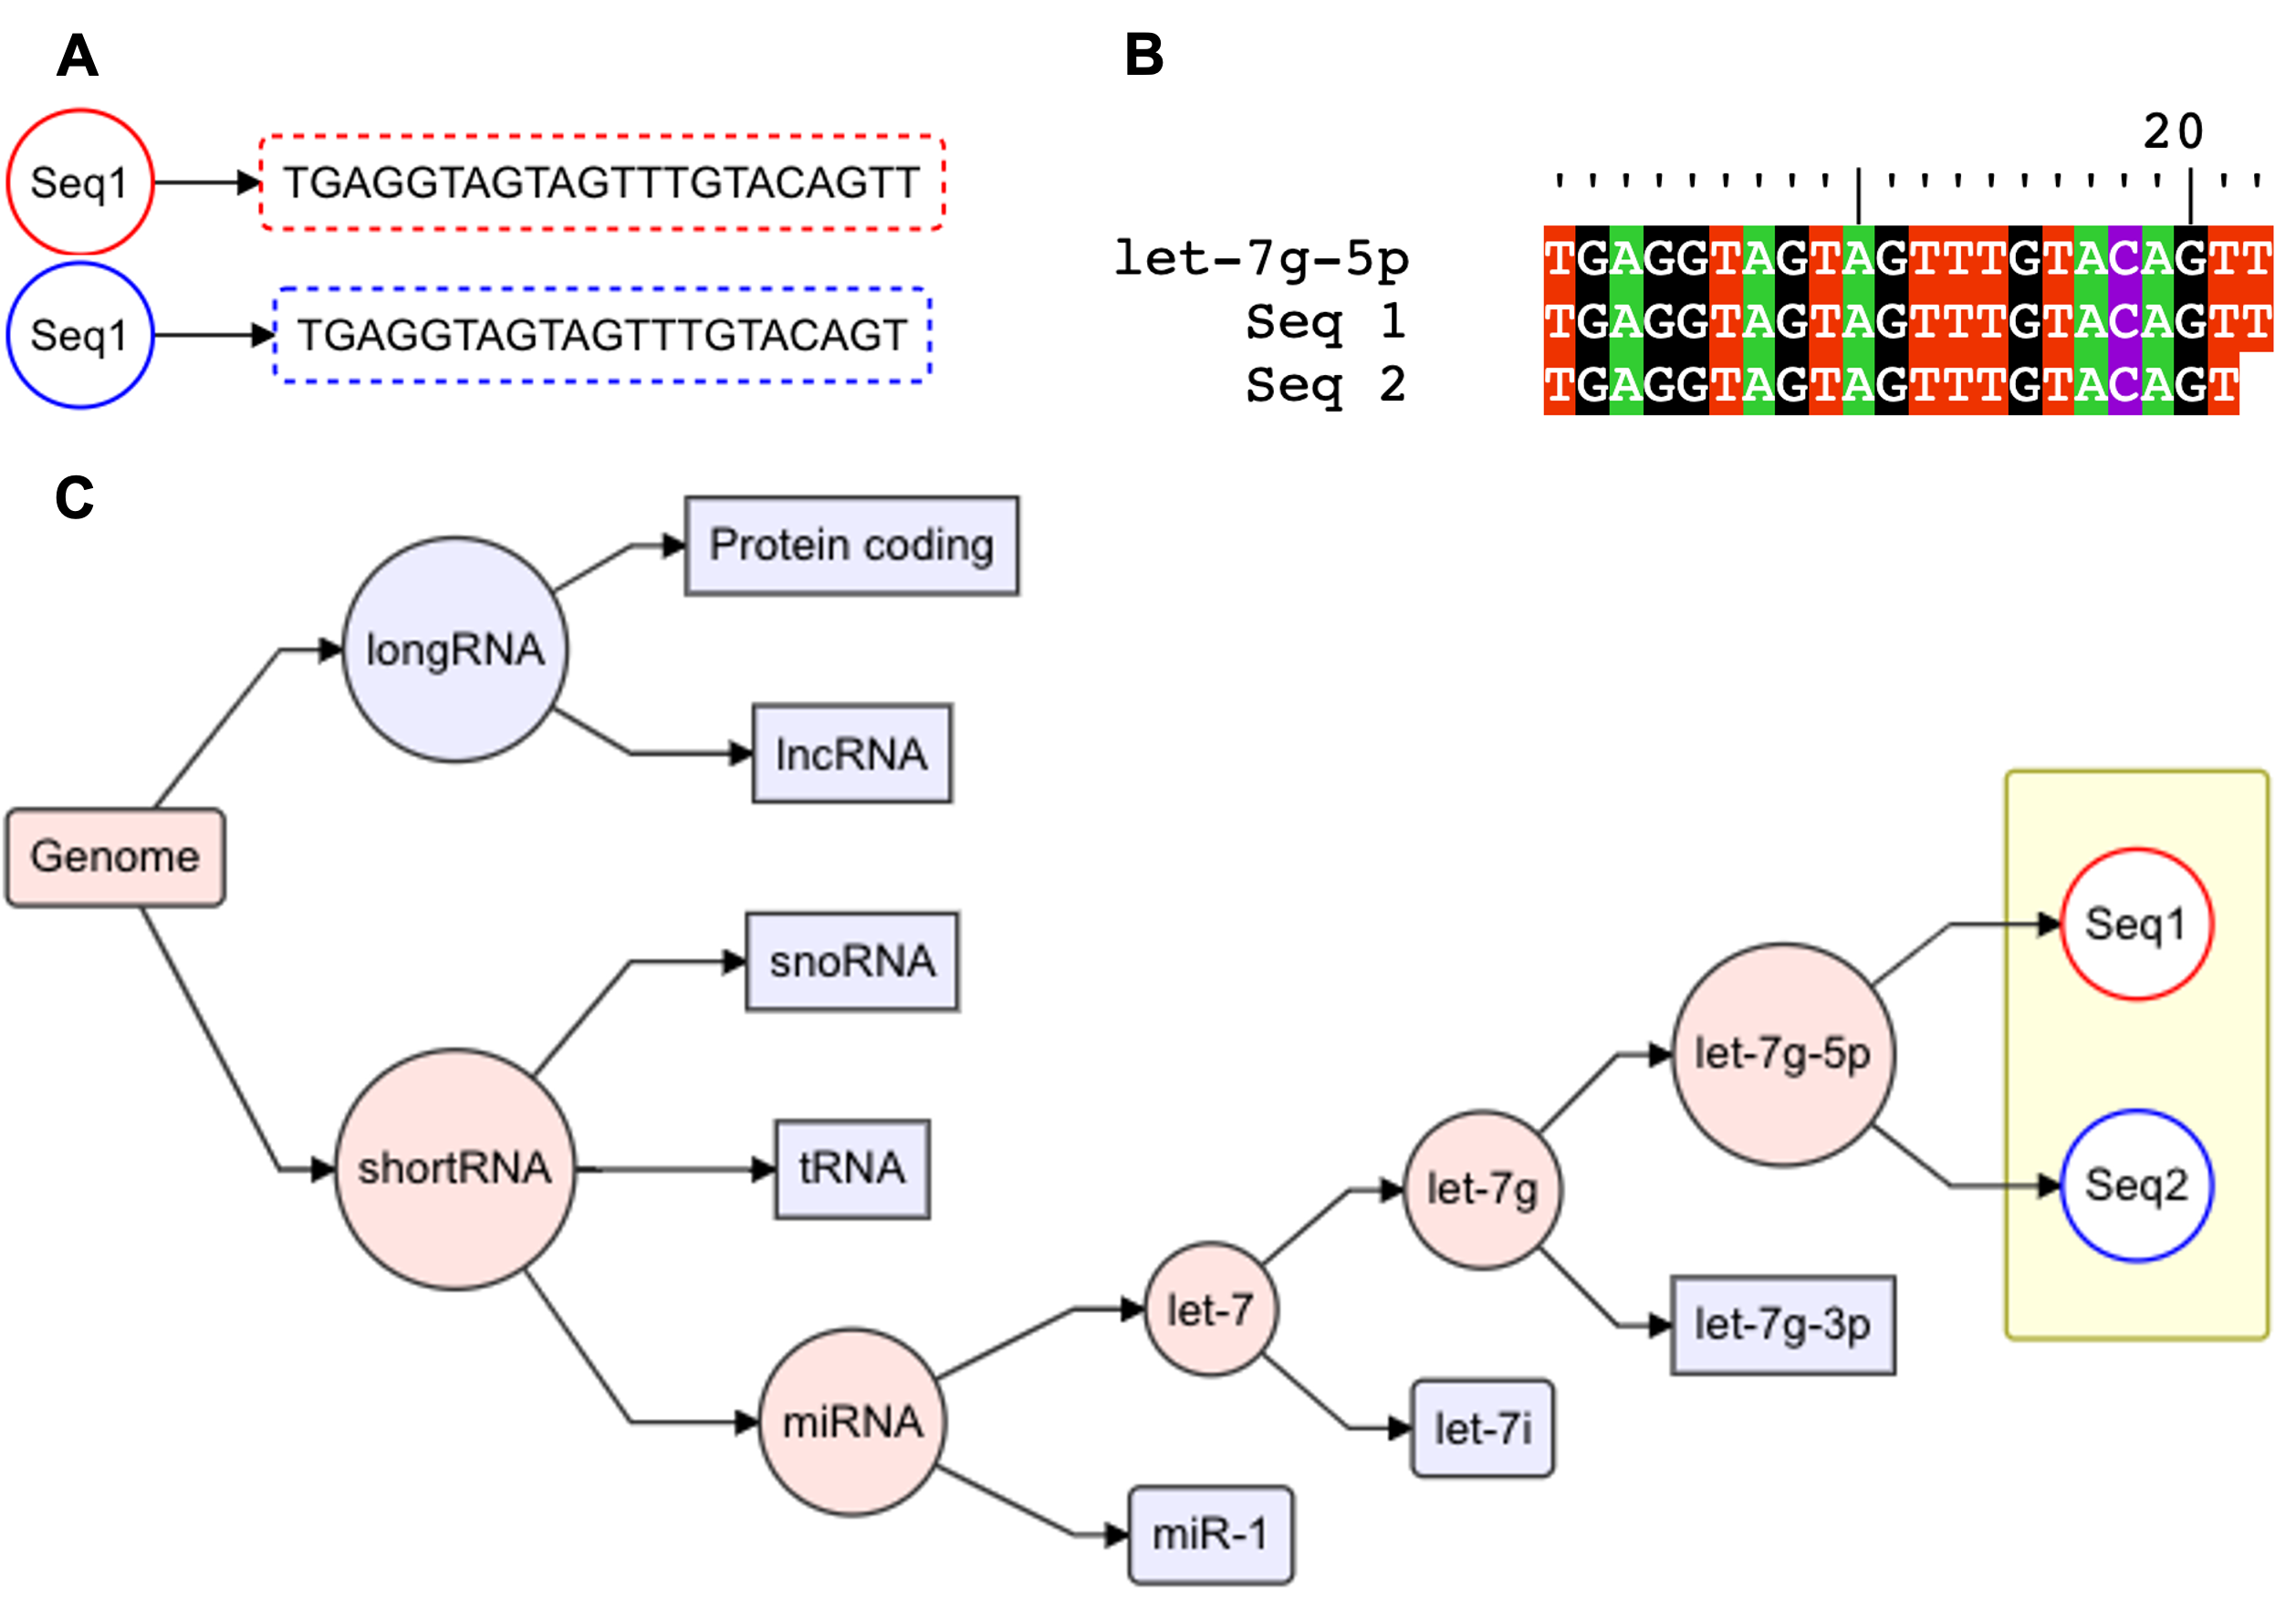 A
Seq1
TGAGGTAGTAGTTTGTACAGTT
Seq1
TGAGGTAGTAGTTTGTACAGT
B
20
let-7g-5p TGAGGTAGTAGTTTGTACAGTT
Seq 1 TGAGGTAGTAGTTTGTACAGTT
Seq 2 TGAGGTAGTAGTTTGTACAGT
C
Protein coding
longRNA
lncRNA
Genome
snoRNA
shortRNA
tRNA
miRNA
let-7
miR-1
let-7g
let-7i
let-7g-5p
let-7g-3p
Seq1
Seq2